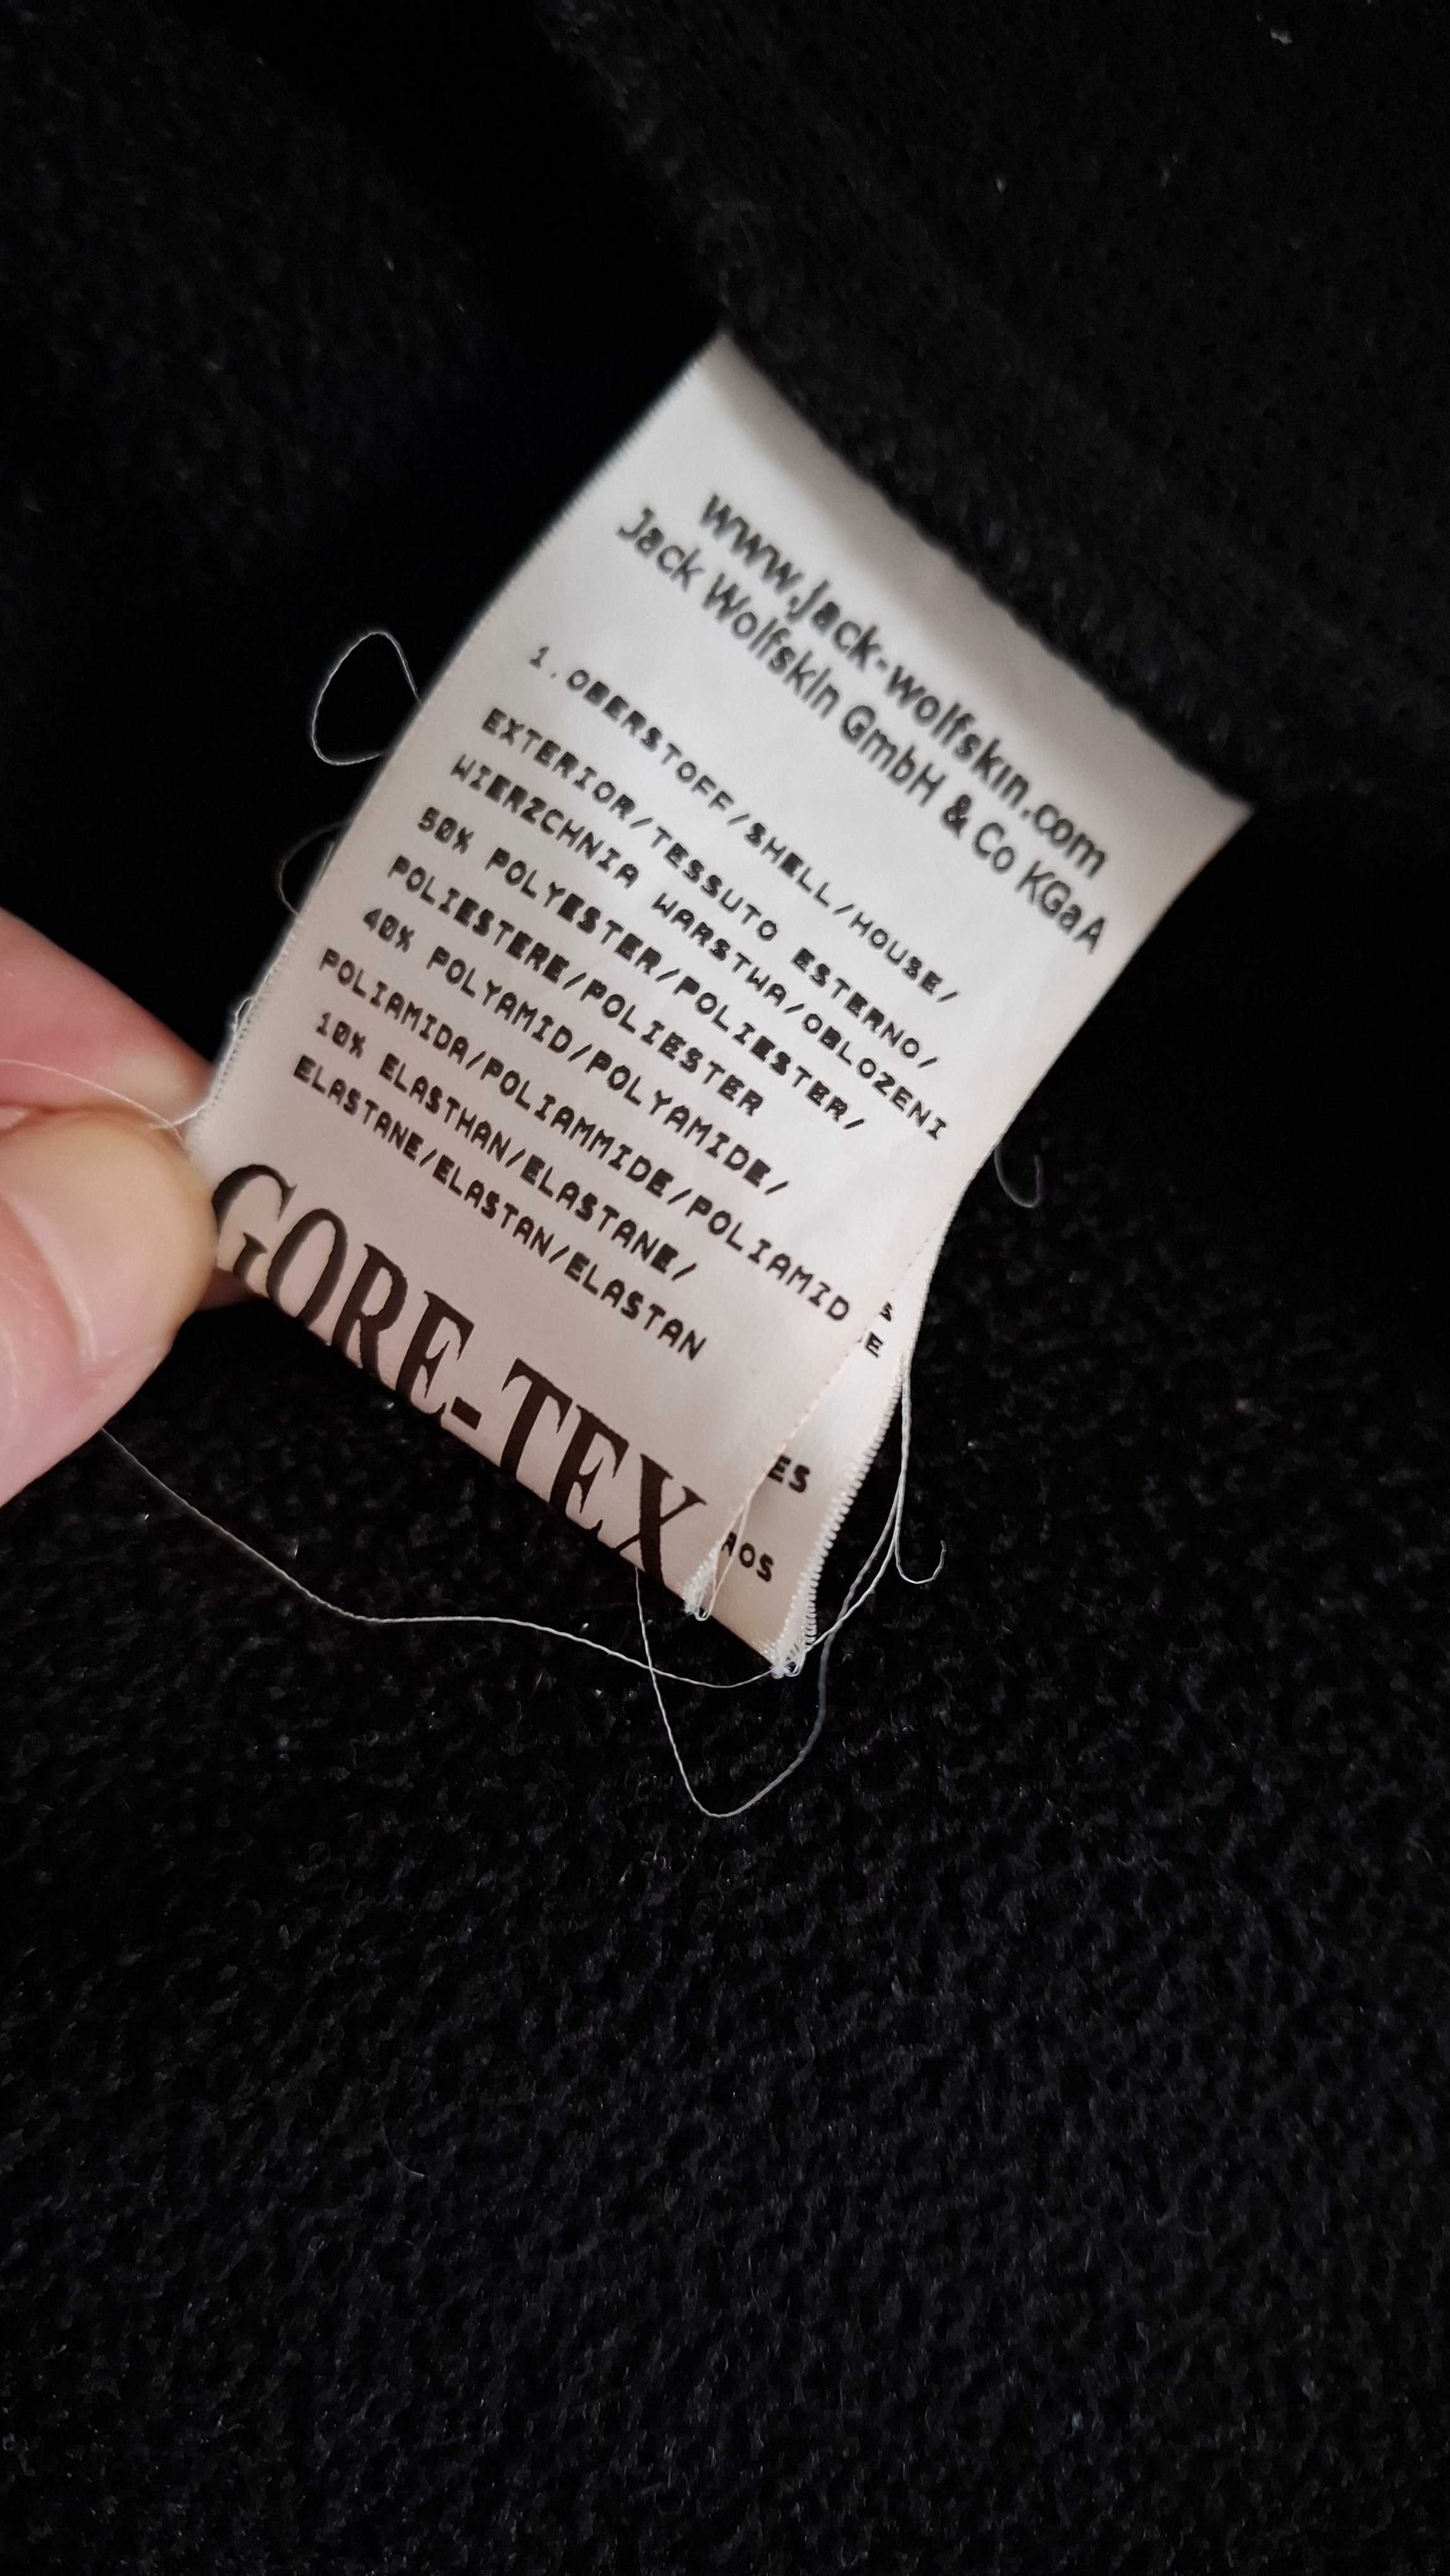 www.jack-wolfskin.com
Jack Wolfskin GmbH & Co KGaA
1.OBERSTOFF/SHELL/HOUSE/
EXTERIOR/TESSUTO ESTERNO/
WIERZCHNIA WARSTWA/OBLOZENI
50% POLYESTER/POLIESTER/
POLIESTERE/POLIESTER
40% POLYAMID/POLYAMIDE/
POLIAMIDA/POLIAMMIDE/POLIAMID
10% ELASTHAN/ELASTANE/
ELASTANE/ELASTAN/ELASTAN
GORE-TEX
S
E
ES
ROS